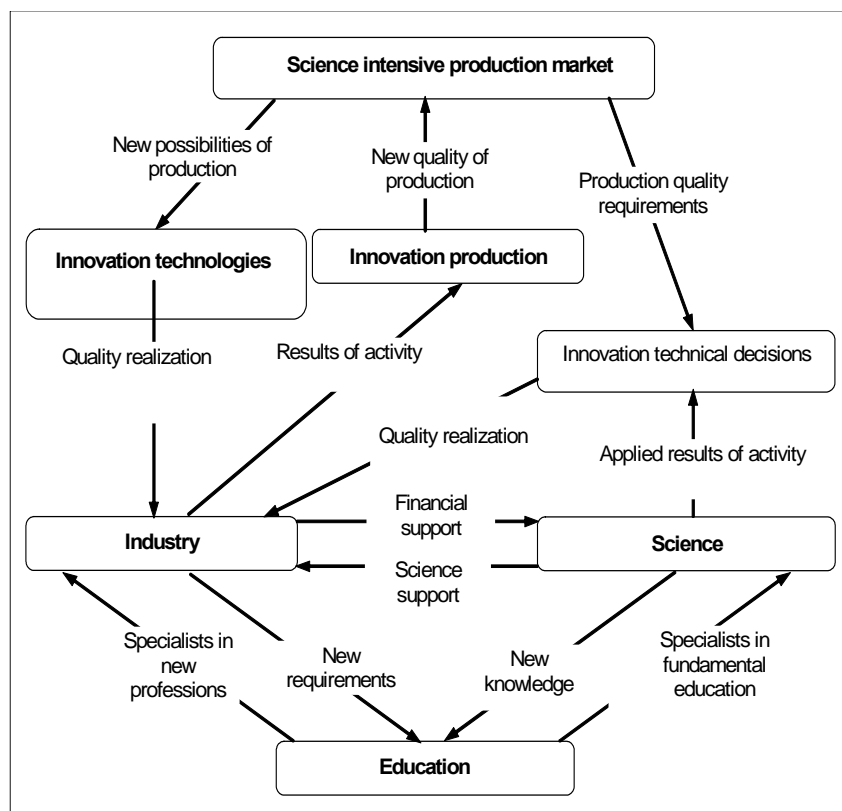 Science intensive production market
New possibilities of
production
New quality of
production
Production quality
requirements
Innovation technologies
Innovation production
Quality realization
Results of activity
Innovation technical decisions
Quality realization
Applied results of activity
Financial
support
Industry
Science
Science
support
Specialists in
new
professions
New
requirements
New
knowledge
Specialists in
fundamental
education
Education